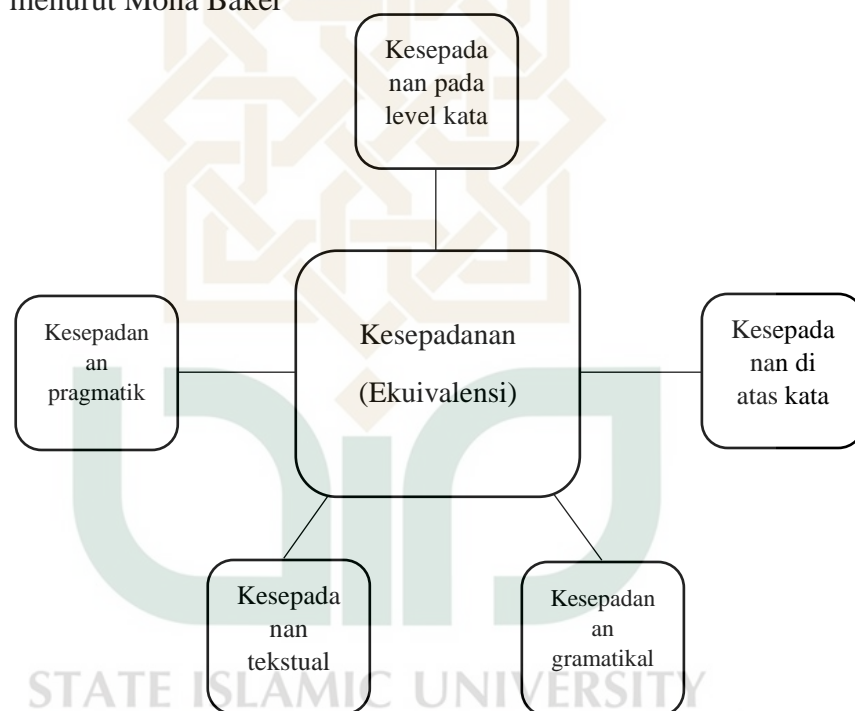 menurut Mona Baker
Kesepada
nan pada
level kata
Kesepadanan
(Ekuivalensi)
Kesepadan
an
pragmatik
Kesepada
nan di
atas kata
Kesepada
nan
tekstual
Kesepadan
an
gramatikal
STATE ISLAMIC UNIVERSITY